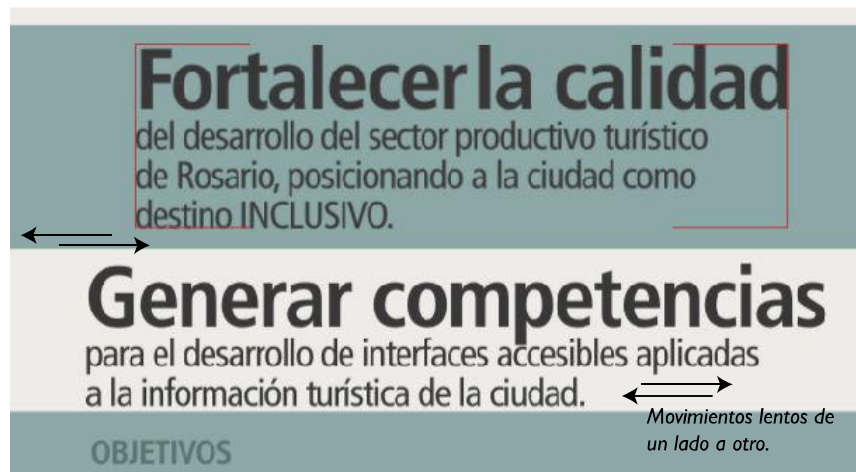 Fortalecer la calidad
del desarrollo del sector productivo turístico
de Rosario, posicionando a la ciudad como
destino INCLUSIVO.
Generar competencias
para el desarrollo de interfaces accesibles aplicadas
a la información turística de la ciudad.
Movimientos lentos de
un lado a otro.
OBJETIVOS